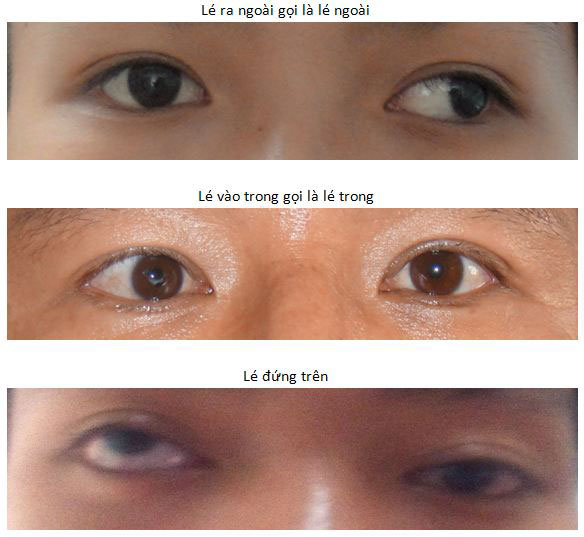 Lé ra ngoài gọi là lé ngoài
Lé vào trong gọi là lé trong
Lé đứng trên